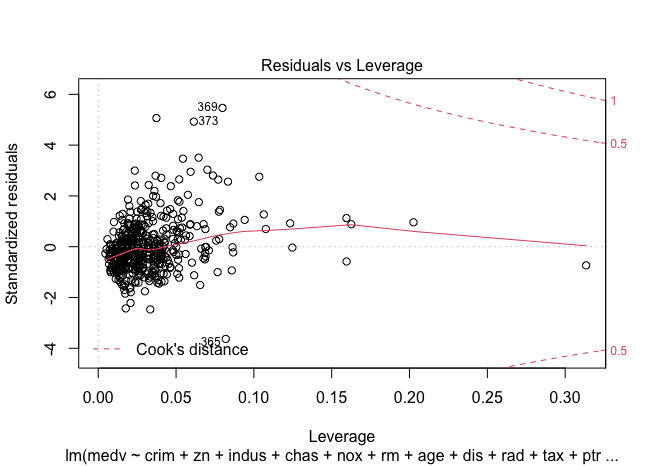 Residuals vs Leverage
Standardized residuals
6
4
2
0
-2
-4
369
373
365
1
0.5
0.5
Cook's distance
0.00 0.05 0.10 0.15 0.20 0.25 0.30
Leverage
lm(medv ~ crim + zn + indus + chas + nox + rm + age + dis + rad + tax + ptr ...